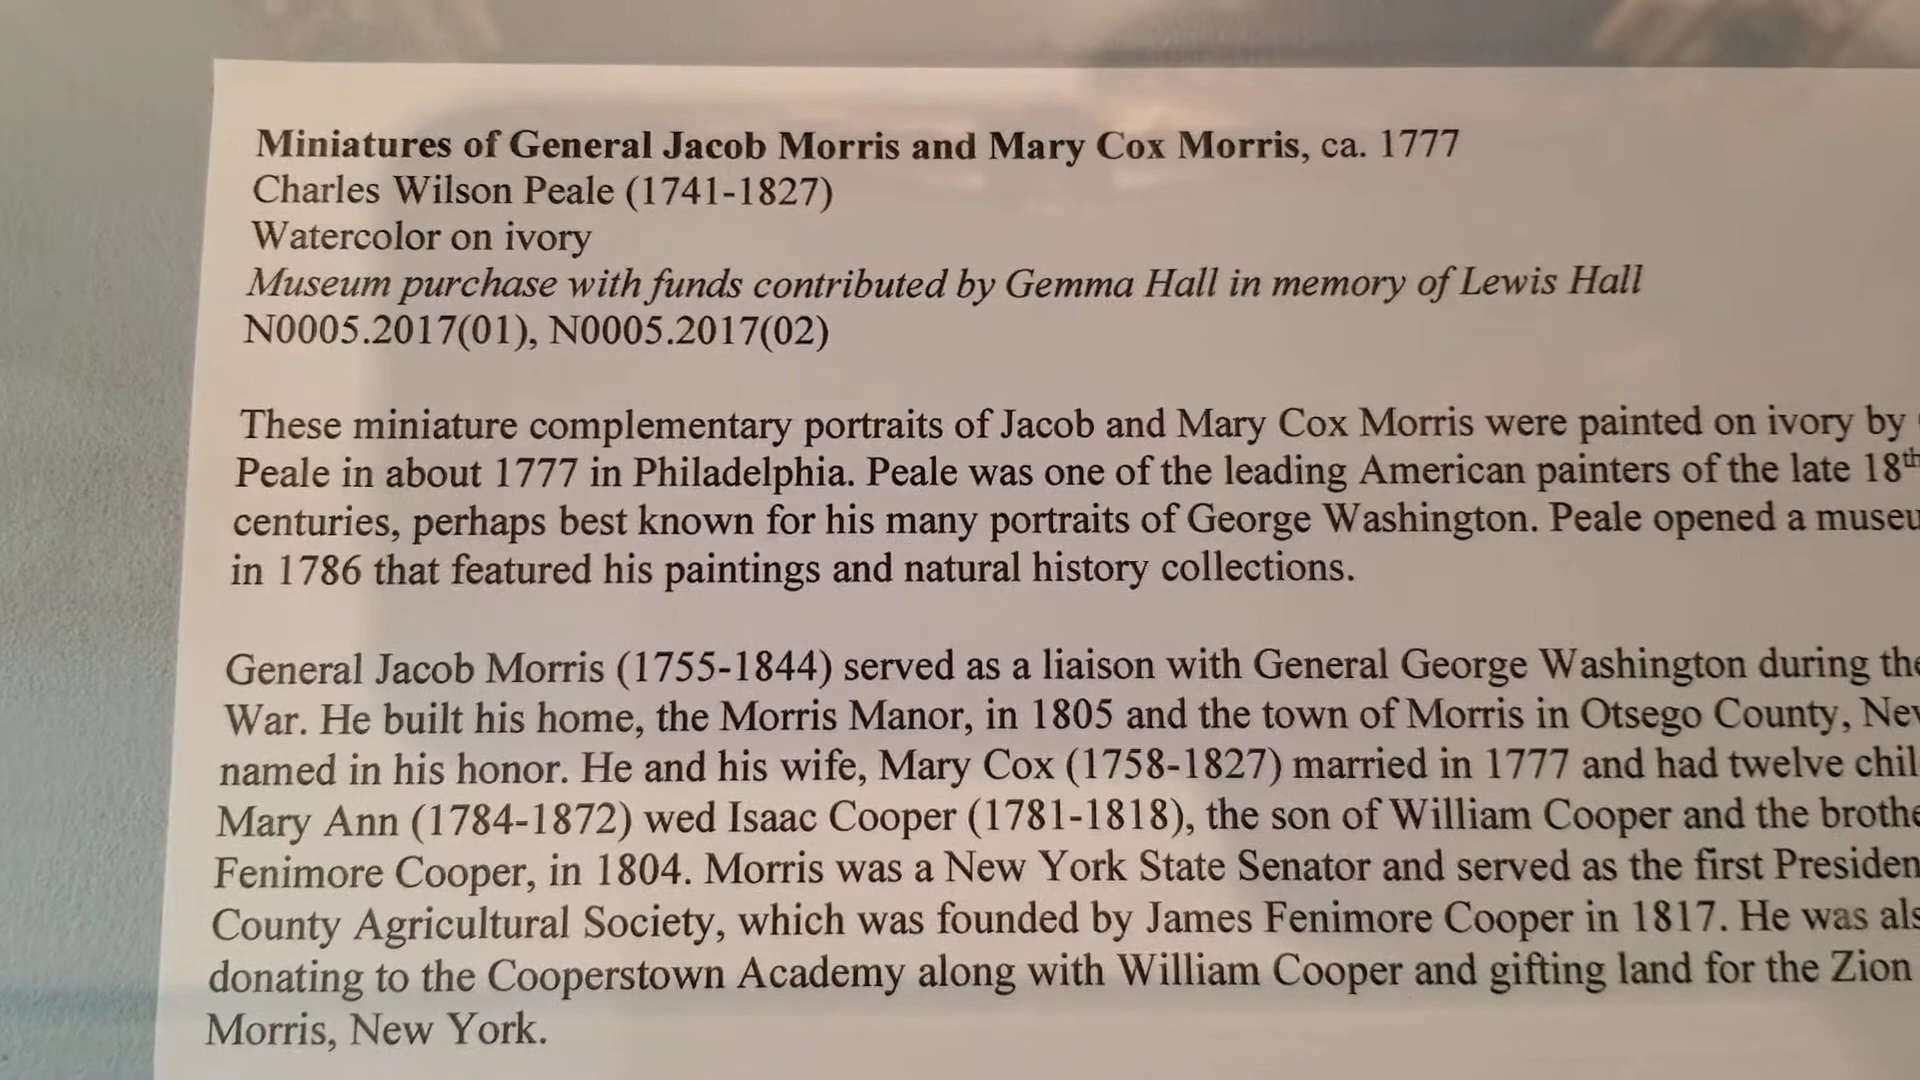 Miniatures of General Jacob Morris and Mary Cox Morris, ca. 1777
Charles Wilson Peale (1741-1827)
Watercolor on ivory
Museum purchase with funds contributed by Gemma Hall in memory of Lewis Hall
N0005.2017(01), N0005.2017(02)
These miniature complementary portraits of Jacob and Mary Cox Morris were painted on ivory by
Peale in about 1777 in Philadelphia. Peale was one of the leading American painters of the late 18th
centuries, perhaps best known for his many portraits of George Washington. Peale opened a museu
in 1786 that featured his paintings and natural history collections.
General Jacob Morris (1755-1844) served as a liaison with General George Washington during the
War. He built his home, the Morris Manor, in 1805 and the town of Morris in Otsego County, New
named in his honor. He and his wife, Mary Cox (1758-1827) married in 1777 and had twelve chil
Mary Ann (1784-1872) wed Isaac Cooper (1781-1818), the son of William Cooper and the brothe
Fenimore Cooper, in 1804. Morris was a New York State Senator and served as the first Presiden
County Agricultural Society, which was founded by James Fenimore Cooper in 1817. He was als
donating to the Cooperstown Academy along with William Cooper and gifting land for the Zion
Morris, New York.